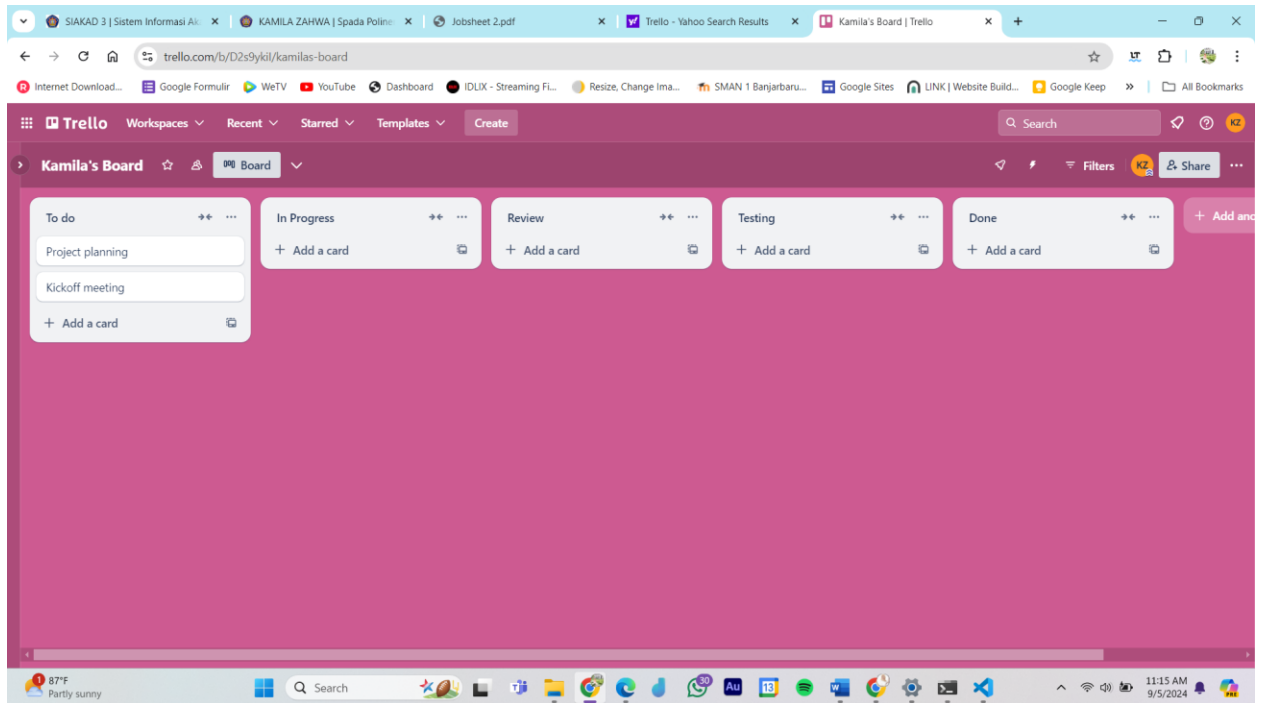 SIAKAD 3 | Sistem Informasi Ak
KAMILA ZAHWA | Spada Poline
Jobsheet 2.pdf
Trello - Yahoo Search Results
Kamila's Board | Trello
trello.com/b/D2s9ykil/kamilas-board
Internet Download...
Google Formulir
WeTV
YouTube
Dashboard
IDLIX - Streaming Fi...
Resize, Change Ima...
SMAN 1 Banjarbaru...
Google Sites
LINK | Website Build...
Google Keep
All Bookmarks
Trello
Workspaces
Recent
Starred
Templates
Create
Search
KZ
Kamila's Board
Board
Filters
KZ
Share
To do
Project planning
Kickoff meeting
+ Add a card
In Progress
+ Add a card
Review
+ Add a card
Testing
+ Add a card
Done
+ Add a card
+ Add ano
1
87°F
Partly sunny
Search
30
Au
13
11:15 AM
9/5/2024
PRE